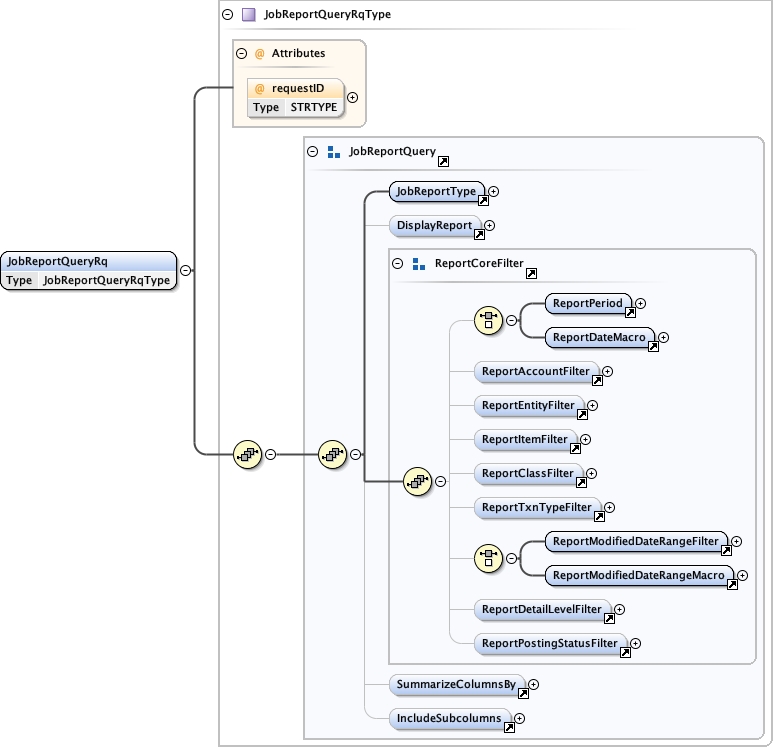 JobReportQueryRqType
@ Attributes
@ requestID
Type STRTYPE
JobReportQuery
JobReportType
DisplayReport
JobReportQueryRq
Type JobReportQueryRqType
ReportCoreFilter
ReportPeriod
ReportDateMacro
ReportAccountFilter
ReportEntityFilter
ReportItemFilter
ReportClassFilter
ReportTxnTypeFilter
ReportModifiedDateRangeFilter
ReportModifiedDateRangeMacro
ReportDetailLevelFilter
ReportPostingStatusFilter
SummarizeColumnsBy
IncludeSubcolumns